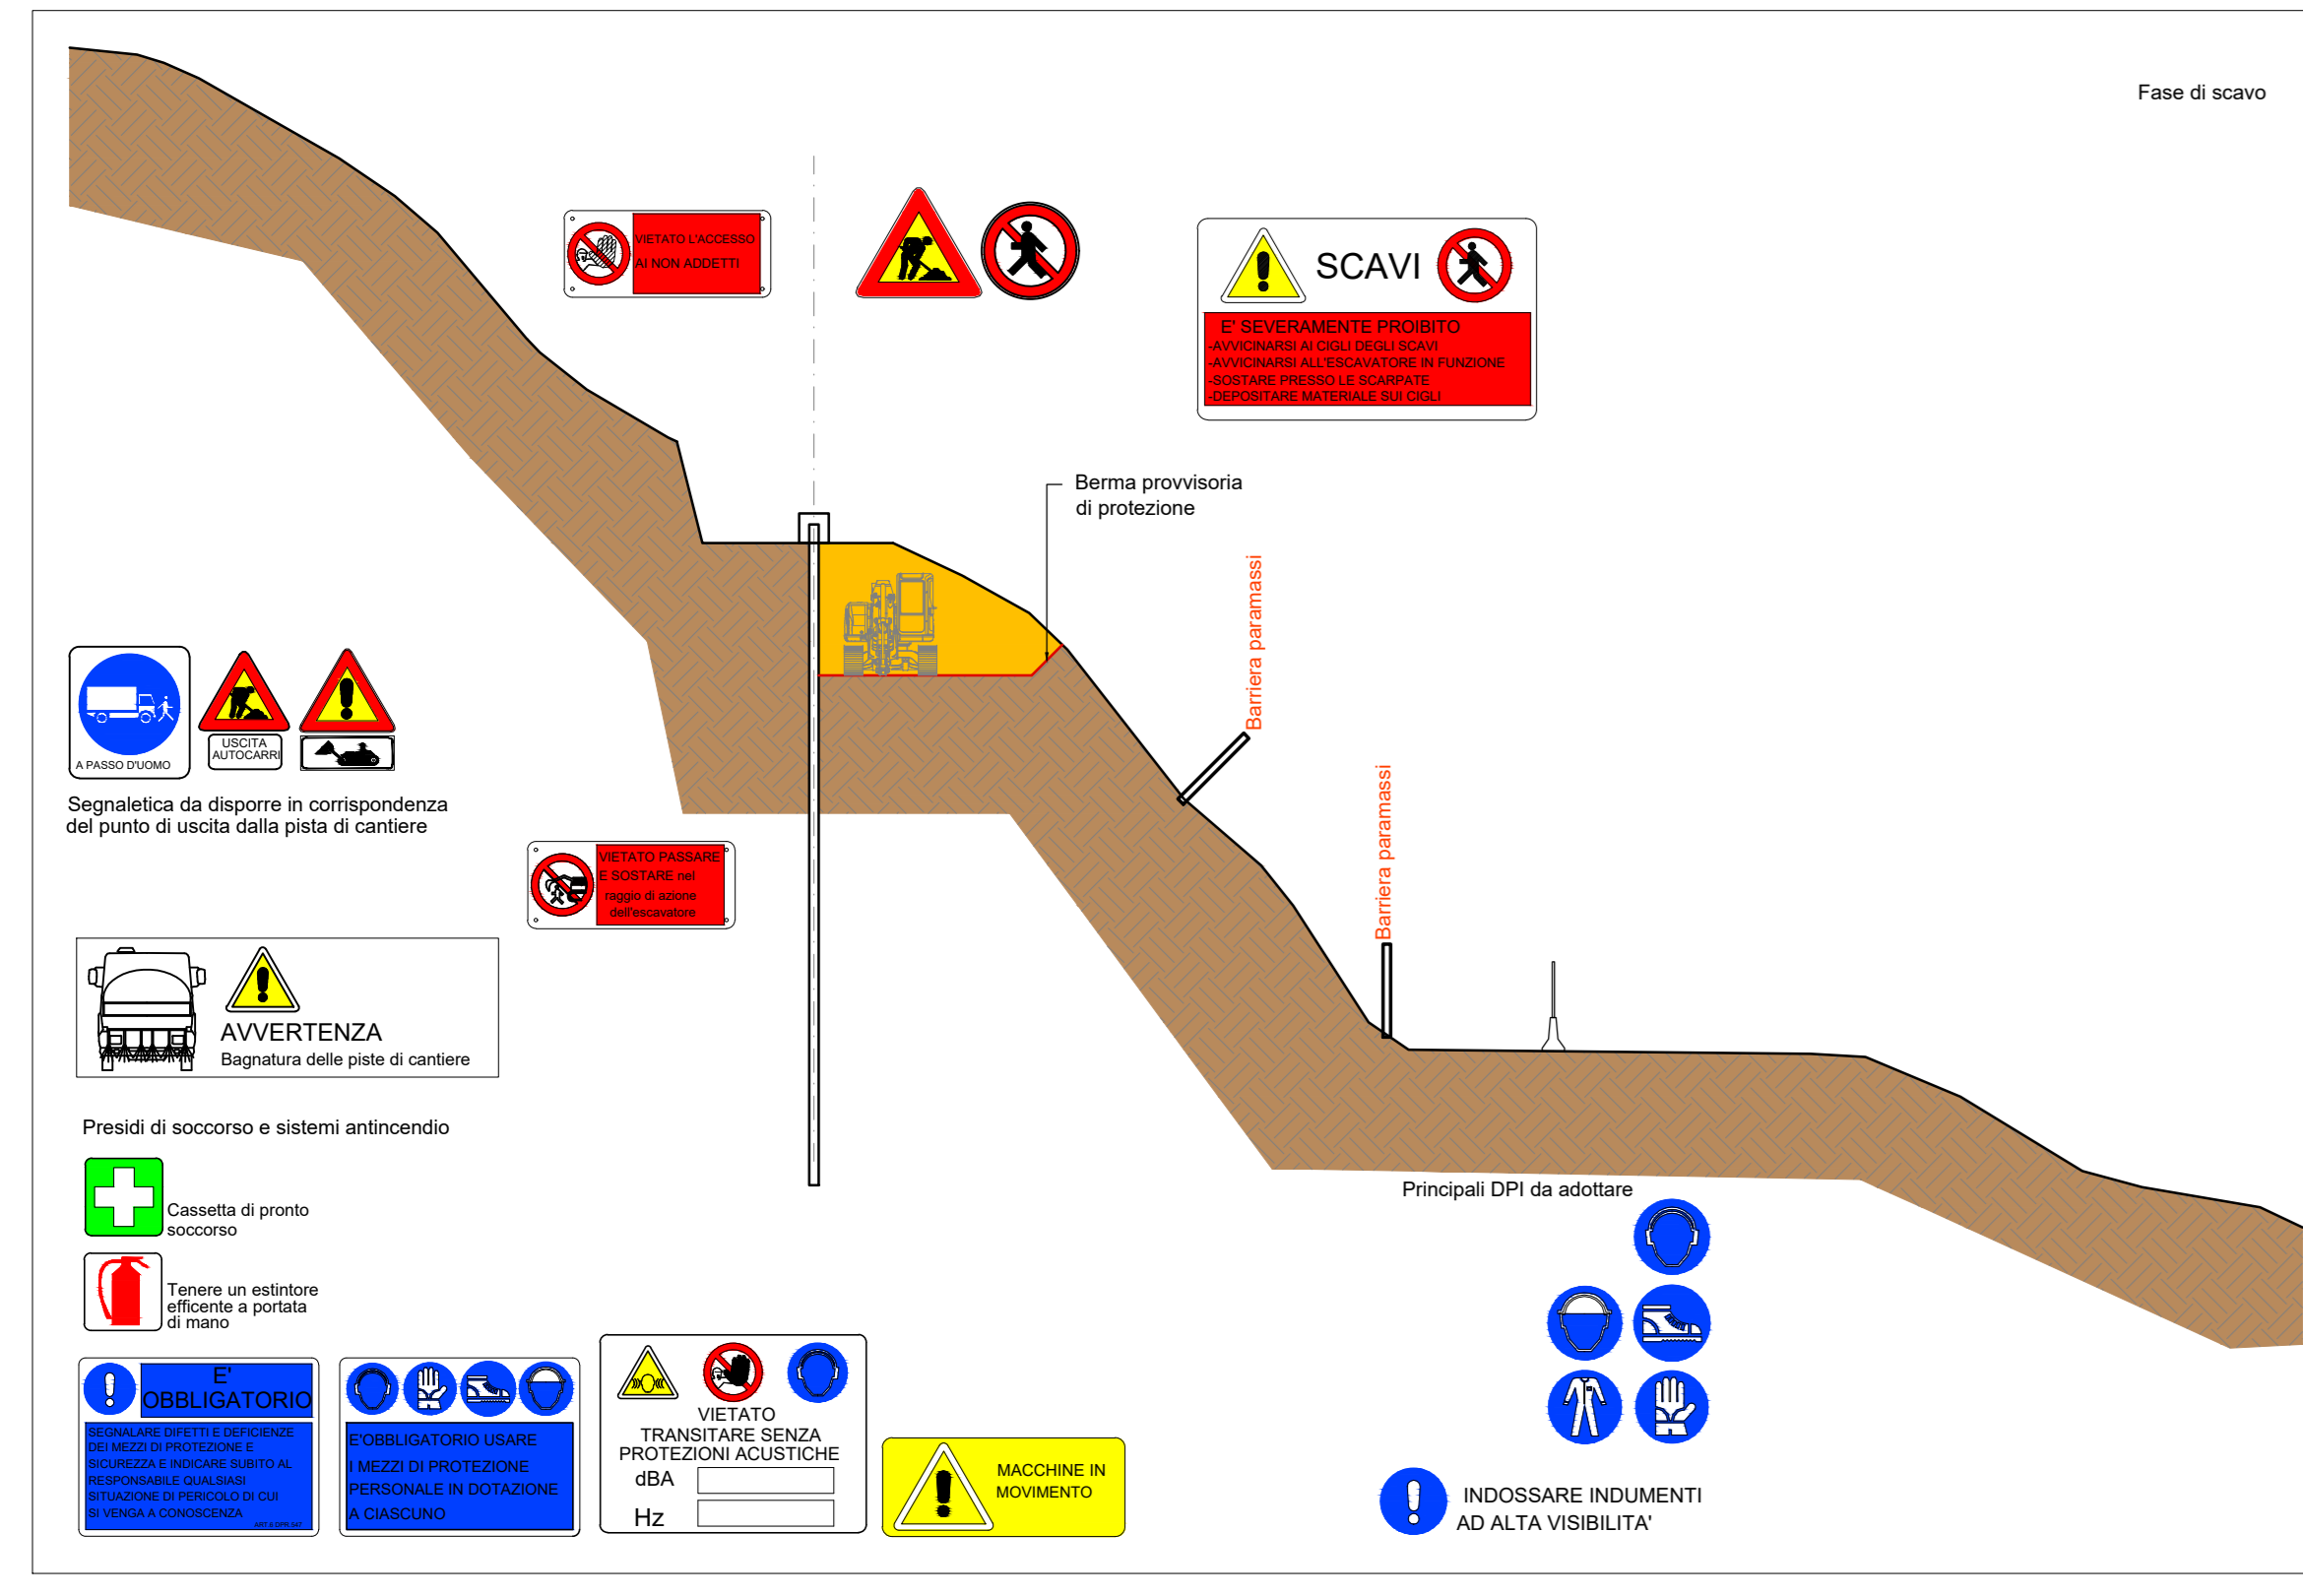 Fase di scavo
VIETATO L'ACCESSO
AI NON ADDETTI
SCAVI
E' SEVERAMENTE PROIBITO
-AVVICINARSI AI CIGLI DEGLI SCAVI
-AVVICINARSI ALL'ESCAVATORE IN FUNZIONE
-SOSTARE PRESSO LE SCARPATE
-DEPOSITARE MATERIALE SUI CIGLI
Berma provvisoria
di protezione
Barriera paramassi
Barriera paramassi
A PASSO D'UOMO
USCITA
AUTOCARRI
Segnaletica da disporre in corrispondenza
del punto di uscita dalla pista di cantiere
VIETATO PASSARE
E SOSTARE nel
raggio di azione
dell'escavatore
AVVERTENZA
Bagnatura delle piste di cantiere
Presidi di soccorso e sistemi antincendio
Cassetta di pronto
soccorso
Tenere un estintore
efficente a portata
di mano
E'
OBBLIGATORIO
SEGNALARE DIFETTI E DEFICIENZE
DEI MEZZI DI PROTEZIONE E
SICUREZZA E INDICARE SUBITO AL
RESPONSABILE QUALSIASI
SITUAZIONE DI PERICOLO DI CUI
SI VENGA A CONOSCENZA
ART.6 DPR.547
E'OBBLIGATORIO USARE
I MEZZI DI PROTEZIONE
PERSONALE IN DOTAZIONE
A CIASCUNO
VIETATO
TRANSITARE SENZA
PROTEZIONI ACUSTICHE
dBA
Hz
MACCHINE IN
MOVIMENTO
Principali DPI da adottare
INDOSSARE INDUMENTI
AD ALTA VISIBILITA'